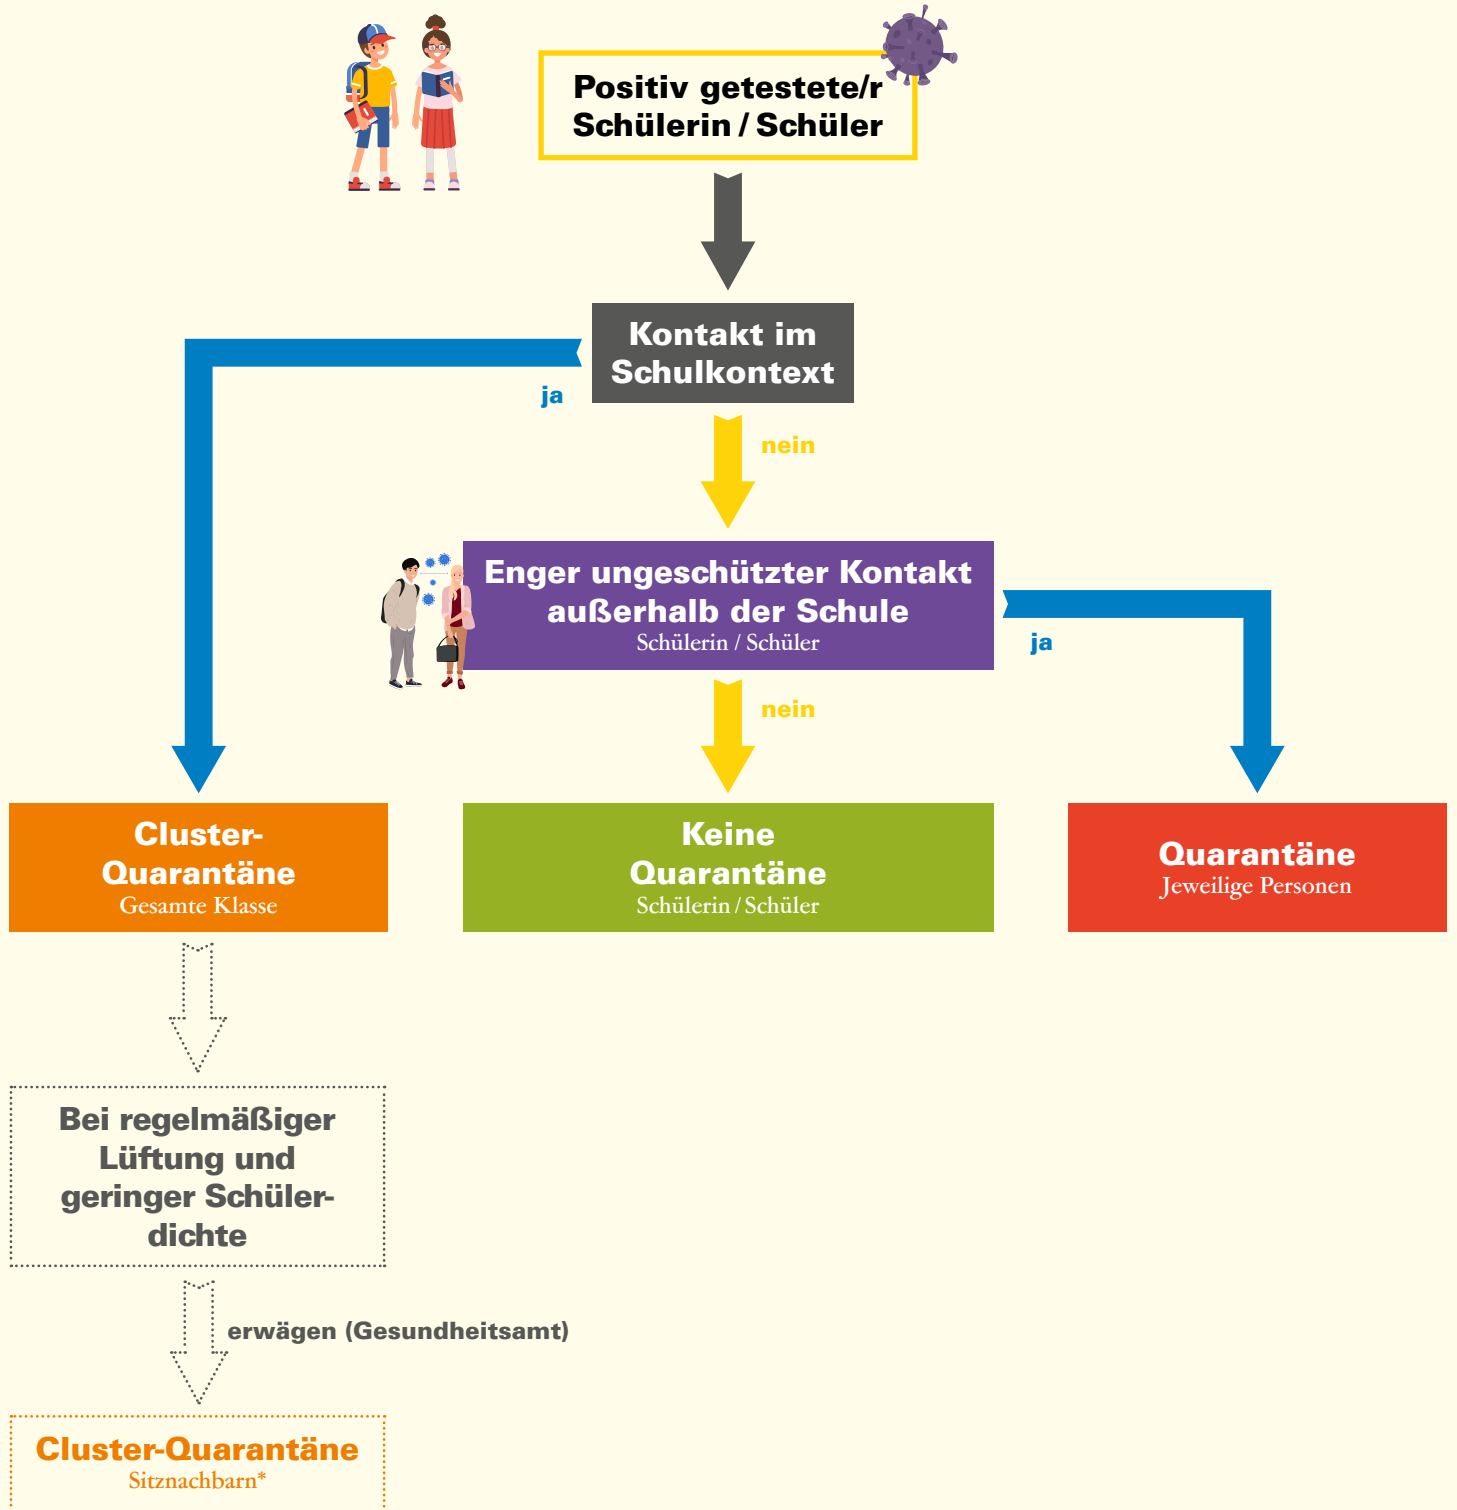 Positiv getestete/r
Schülerin / Schüler
Kontakt im
Schulkontext
ja
nein
Enger ungeschützter Kontakt
außerhalb der Schule
Schülerin / Schüler
ja
nein
Cluster-
Quarantäne
Gesamte Klasse
Keine
Quarantäne
Schülerin / Schüler
Quarantäne
Jeweilige Personen
Bei regelmäßiger
Lüftung und
geringer Schüler-
dichte
erwägen (Gesundheitsamt)
Cluster-Quarantäne
Sitznachbarn*